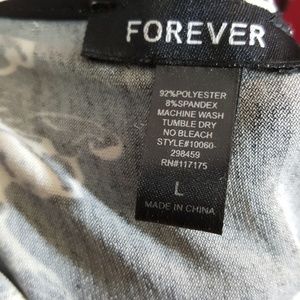 FOREVER
92%POLYESTER
8%SPANDEX
MACHINE WASH
TUMBLE DRY
NO BLEACH
STYLE#10060-
298459
RN#117175
L
MADE IN CHINA